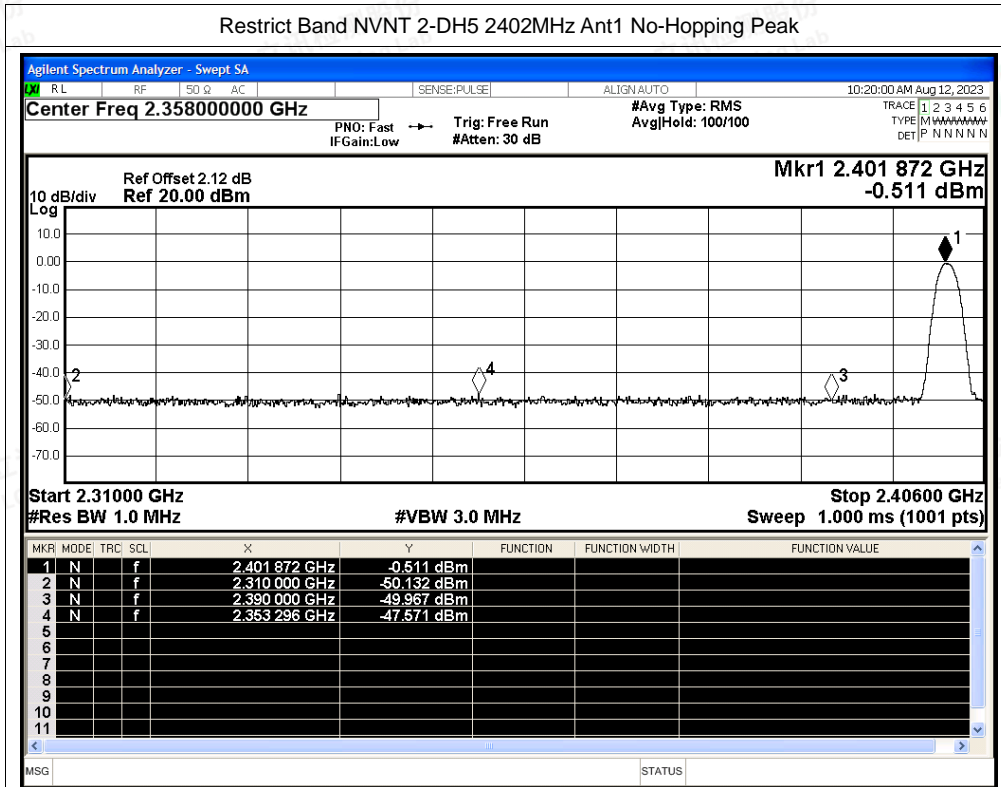 Restrict Band NVNT 2-DH5 2402MHz Ant1 No-Hopping Peak
Agilent Spectrum Analyzer - Swept SA
LXI RL RF 50 Ω AC SENSE:PULSE ALIGN AUTO 10:20:00 AM Aug 12, 2023
Center Freq 2.358000000 GHz #Avg Type: RMS TRACE 1 2 3 4 5 6
PNO: Fast Trig: Free Run Avg|Hold: 100/100 TYPE M WWWWW
IFGain:Low #Atten: 30 dB DET P N N N N N
Mkr1 2.401 872 GHz
-0.511 dBm
Ref Offset 2.12 dB
10 dB/div Ref 20.00 dBm
Log
10.0
0.00
-10.0
-20.0
-30.0
-40.0
-50.0
-60.0
-70.0
1
2
4
3
Start 2.31000 GHz Stop 2.40600 GHz
#Res BW 1.0 MHz #VBW 3.0 MHz Sweep 1.000 ms (1001 pts)
MKR MODE TRC SCL X Y FUNCTION FUNCTION WIDTH FUNCTION VALUE
1 N f 2.401 872 GHz -0.511 dBm
2 N f 2.310 000 GHz -50.132 dBm
3 N f 2.390 000 GHz -49.967 dBm
4 N f 2.353 296 GHz -47.571 dBm
5
6
7
8
9
10
11
MSG STATUS